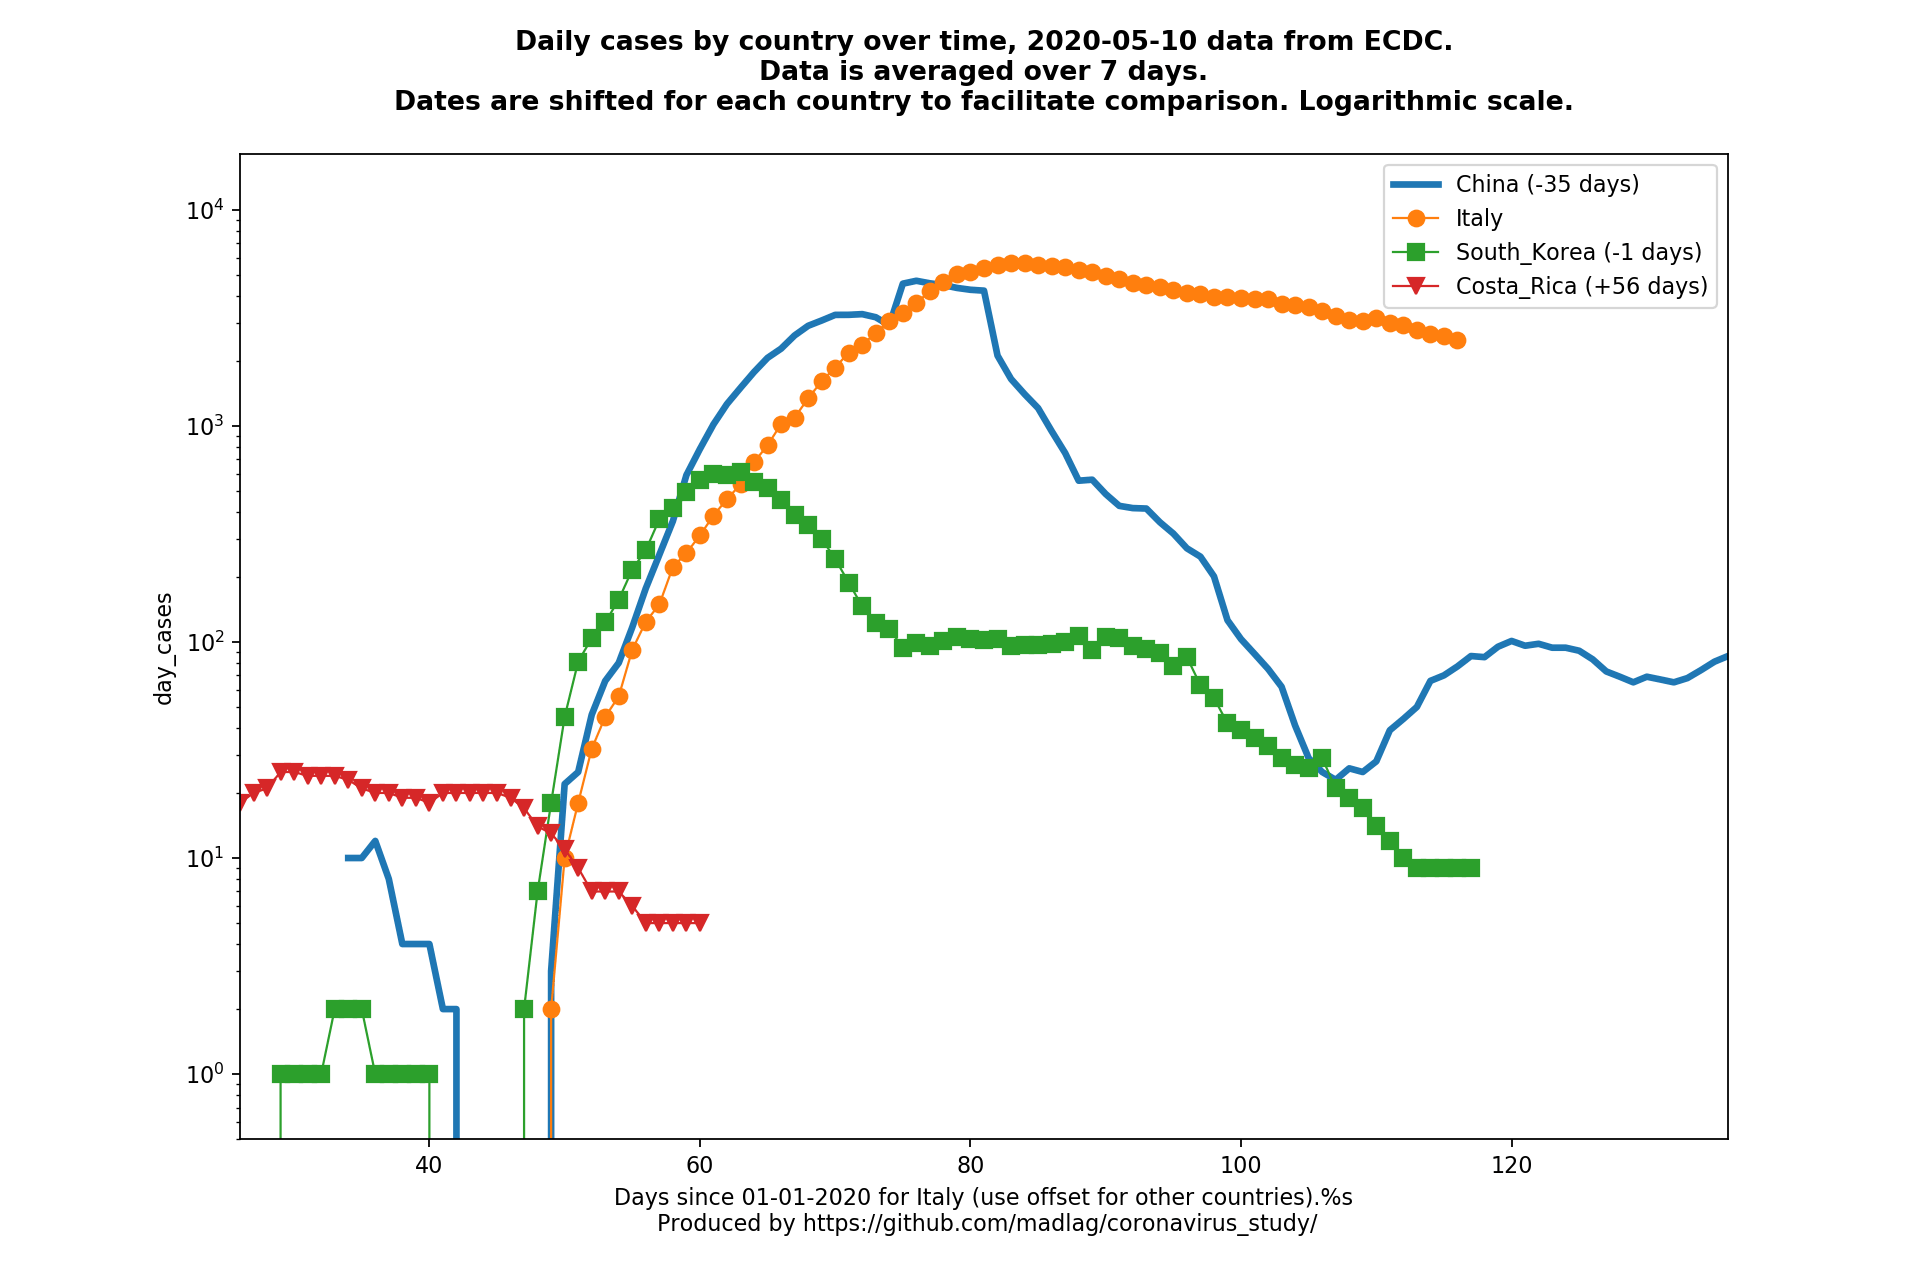 Daily cases by country over time, 2020-05-10 data from ECDC.
Data is averaged over 7 days.
Dates are shifted for each country to facilitate comparison. Logarithmic scale.
China (-35 days)
Italy
South_Korea (-1 days)
Costa_Rica (+56 days)
day_cases
10⁴
10³
10²
10¹
10⁰
40 60 80 100 120
Days since 01-01-2020 for Italy (use offset for other countries).%s
Produced by https://github.com/madlag/coronavirus_study/